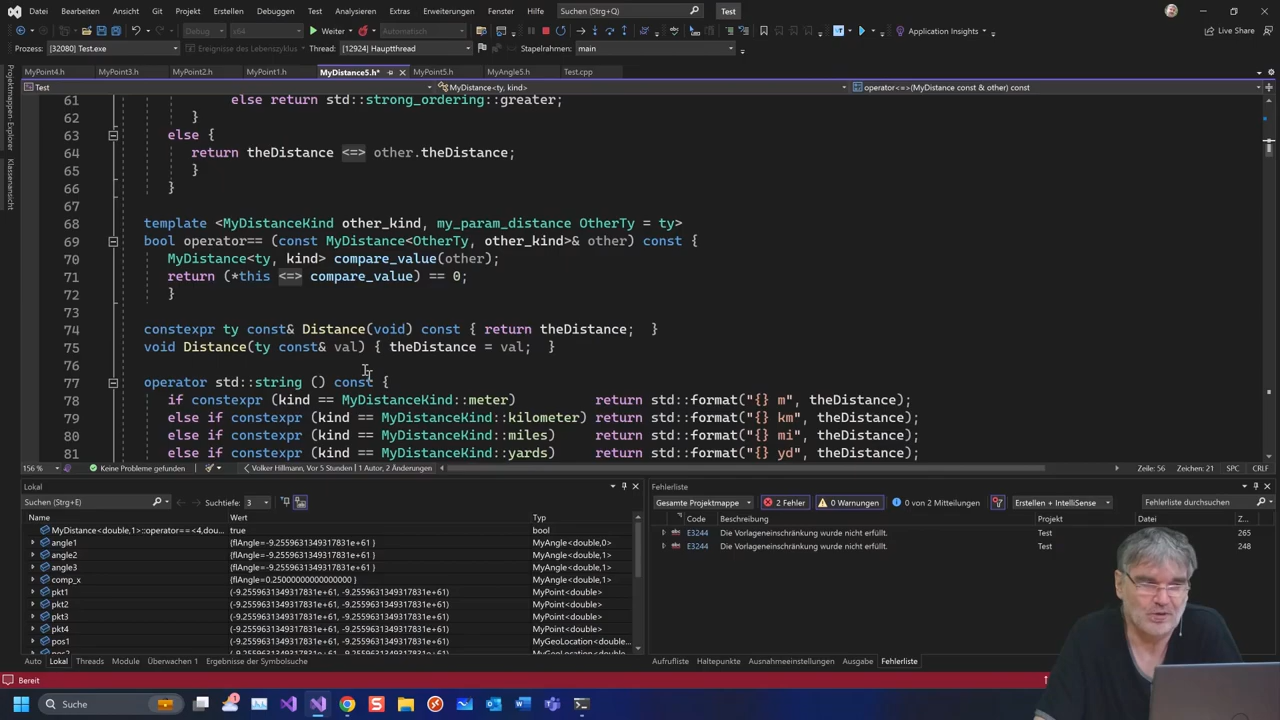 Datei Bearbeiten Ansicht Git Projekt Erstellen Debuggen Test Analysieren Extras Erweiterungen Fenster Hilfe Suchen (Strg+Q) Test
Debug x64 Weiter Automatisch Application Insights Live Share
Prozess: [32080] Test.exe Ereignisse des Lebenszyklus Thread: [12924] Hauptthread Stapelrahmen: main
MyPoint4.h MyPoint3.h MyPoint2.h MyPoint1.h MyDistance5.h* MyPoint5.h MyAngle5.h Test.cpp
Test MyDistance<ty, kind> operator<=>(MyDistance const & other) const
Projektmappen-Explorer
Klassenansicht
61 else return std::strong_ordering::greater;
62 }
63 else {
64 return theDistance <=> other.theDistance;
65 }
66 }
67
68 template <MyDistanceKind other_kind, my_param_distance OtherTy = ty>
69 bool operator== (const MyDistance<OtherTy, other_kind>& other) const {
70 MyDistance<ty, kind> compare_value(other);
71 return (*this <=> compare_value) == 0;
72 }
73
74 constexpr ty const& Distance(void) const { return theDistance; }
75 void Distance(ty const& val) { theDistance = val; }
76
77 operator std::string () const {
78 if constexpr (kind == MyDistanceKind::meter) return std::format("{} m", theDistance);
79 else if constexpr (kind == MyDistanceKind::kilometer) return std::format("{} km", theDistance);
80 else if constexpr (kind == MyDistanceKind::miles) return std::format("{} mi", theDistance);
81 else if constexpr (kind == MyDistanceKind::yards) return std::format("{} yd", theDistance);
156 % Keine Probleme gefunden Volker Hillmann, Vor 5 Stunden | 1 Autor, 2 Änderungen Zeile: 56 Zeichen: 21 SPC CRLF
Lokal
Suchen (Strg+E) Suchtiefe: 3
Name Wert Typ
MyDistance<double,1>::operator==<4,dou... true bool
angle1 {flAngle=-9.2559631349317831e+61 } MyAngle<double,0>
angle2 {flAngle=-9.2559631349317831e+61 } MyAngle<double,1>
angle3 {flAngle=-9.2559631349317831e+61 } MyAngle<double,1>
comp_x {flAngle=0.2500000000000000 } MyAngle<double,1>
pkt1 (-9.2559631349317831e+61, -9.2559631349317831e+61) MyPoint<double>
pkt2 (-9.2559631349317831e+61, -9.2559631349317831e+61) MyPoint<double>
pkt3 (-9.2559631349317831e+61, -9.2559631349317831e+61) MyPoint<double>
pkt4 (-9.2559631349317831e+61, -9.2559631349317831e+61) MyPoint<double>
pos1 (-9.2559631349317831e+61, -9.2559631349317831e+61) MyGeoLocation<double,...
Auto Lokal Threads Module Überwachen 1 Ergebnisse der Symbolsuche
Fehlerliste
Gesamte Projektmappe 2 Fehler 0 Warnungen 0 von 2 Mitteilungen Erstellen + IntelliSense Fehlerliste durchsuchen
Code Beschreibung Projekt Datei Z...
E3244 Die Vorlageneinschränkung wurde nicht erfüllt. Test 265
E3244 Die Vorlageneinschränkung wurde nicht erfüllt. Test 248
Aufrufliste Haltepunkte Ausnahmeeinstellungen Ausgabe Fehlerliste
Bereit
Suche